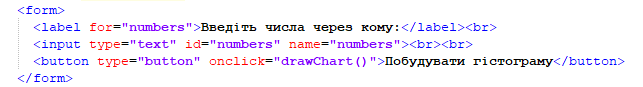 <form>
<label for="numbers">Введіть числа через кому:</label><br>
<input type="text" id="numbers" name="numbers"><br><br>
<button type="button" onclick="drawChart()">Побудувати гістограму</button>
</form>